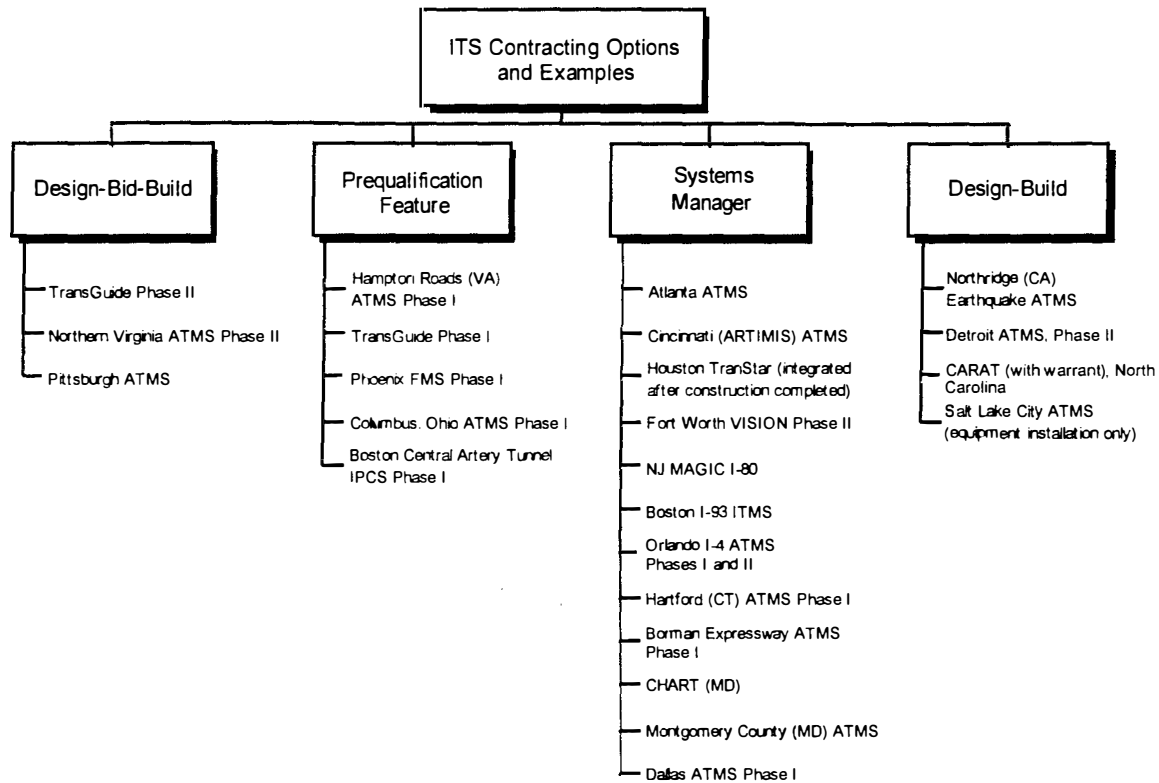 ITS Contracting Options
and Examples
Design-Bid-Build
Prequalification
Feature
Systems
Manager
Design-Build
TransGuide Phase II
Northern Virginia ATMS Phase II
Pittsburgh ATMS
Hampton Roads (VA)
ATMS Phase I
TransGuide Phase I
Phoenix FMS Phase I
Columbus, Ohio ATMS Phase I
Boston Central Artery Tunnel
IPCS Phase I
Atlanta ATMS
Cincinnati (ARTIMIS) ATMS
Houston TranStar (integrated
after construction completed)
Fort Worth VISION Phase II
NJ MAGIC I-80
Boston I-93 ITMS
Orlando I-4 ATMS
Phases I and II
Hartford (CT) ATMS Phase I
Borman Expressway ATMS
Phase I
CHART (MD)
Montgomery County (MD) ATMS
Dallas ATMS Phase I
Northridge (CA)
Earthquake ATMS
Detroit ATMS, Phase II
CARAT (with warrant), North
Carolina
Salt Lake City ATMS
(equipment installation only)